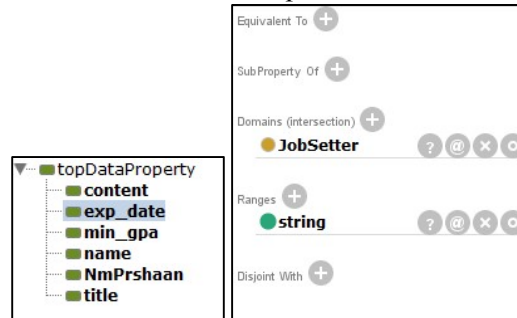 topDataProperty
content
exp_date
min_gpa
name
NmPrshaan
title
Equivalent To
SubProperty Of
Domains (intersection)
JobSetter
Ranges
string
Disjoint With